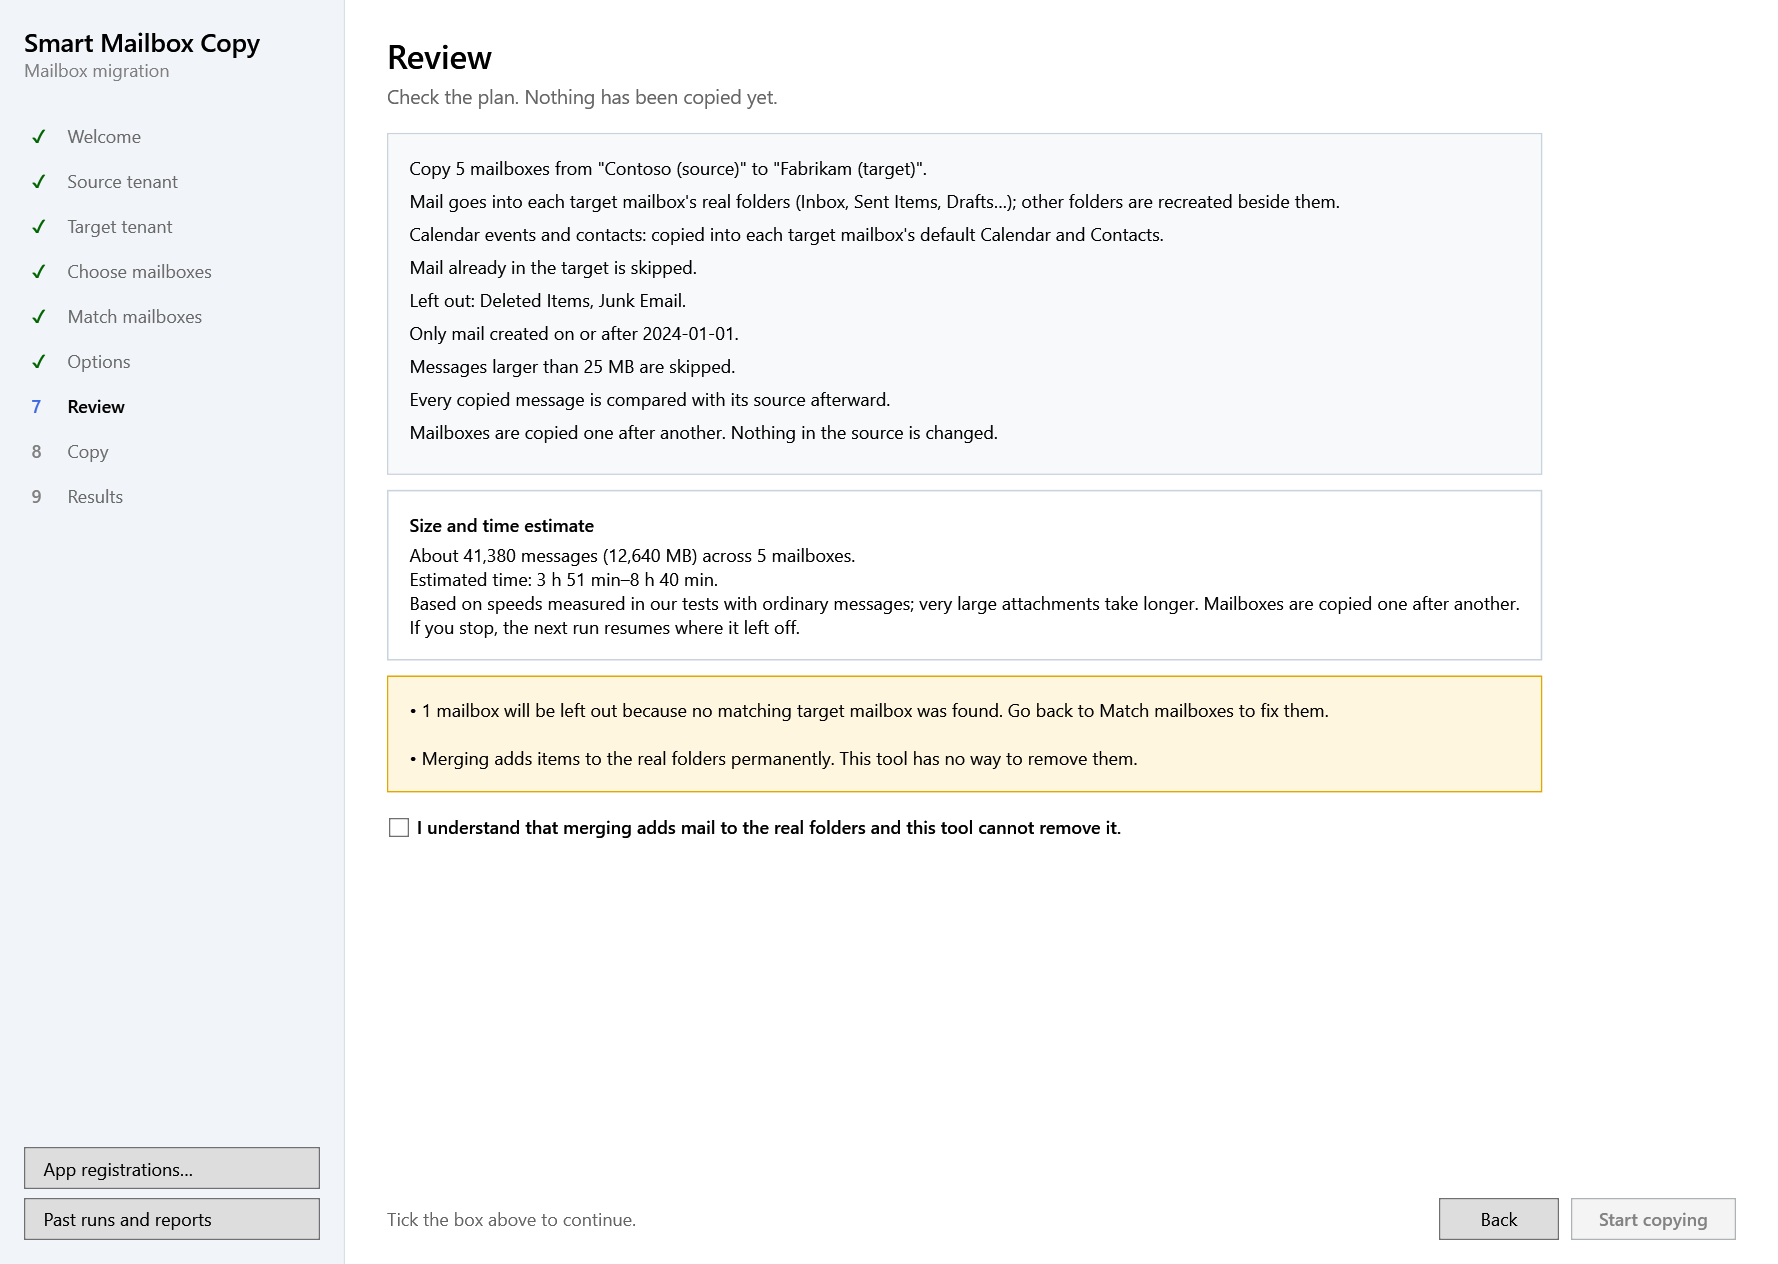 Smart Mailbox Copy
Mailbox migration
✓ Welcome
✓ Source tenant
✓ Target tenant
✓ Choose mailboxes
✓ Match mailboxes
✓ Options
7 Review
8 Copy
9 Results
App registrations...
Past runs and reports
Review
Check the plan. Nothing has been copied yet.
Copy 5 mailboxes from "Contoso (source)" to "Fabrikam (target)".
Mail goes into each target mailbox's real folders (Inbox, Sent Items, Drafts...); other folders are recreated beside them.
Calendar events and contacts: copied into each target mailbox's default Calendar and Contacts.
Mail already in the target is skipped.
Left out: Deleted Items, Junk Email.
Only mail created on or after 2024-01-01.
Messages larger than 25 MB are skipped.
Every copied message is compared with its source afterward.
Mailboxes are copied one after another. Nothing in the source is changed.
Size and time estimate
About 41,380 messages (12,640 MB) across 5 mailboxes.
Estimated time: 3 h 51 min–8 h 40 min.
Based on speeds measured in our tests with ordinary messages; very large attachments take longer. Mailboxes are copied one after another.
If you stop, the next run resumes where it left off.
• 1 mailbox will be left out because no matching target mailbox was found. Go back to Match mailboxes to fix them.
• Merging adds items to the real folders permanently. This tool has no way to remove them.
I understand that merging adds mail to the real folders and this tool cannot remove it.
Tick the box above to continue.
Back
Start copying